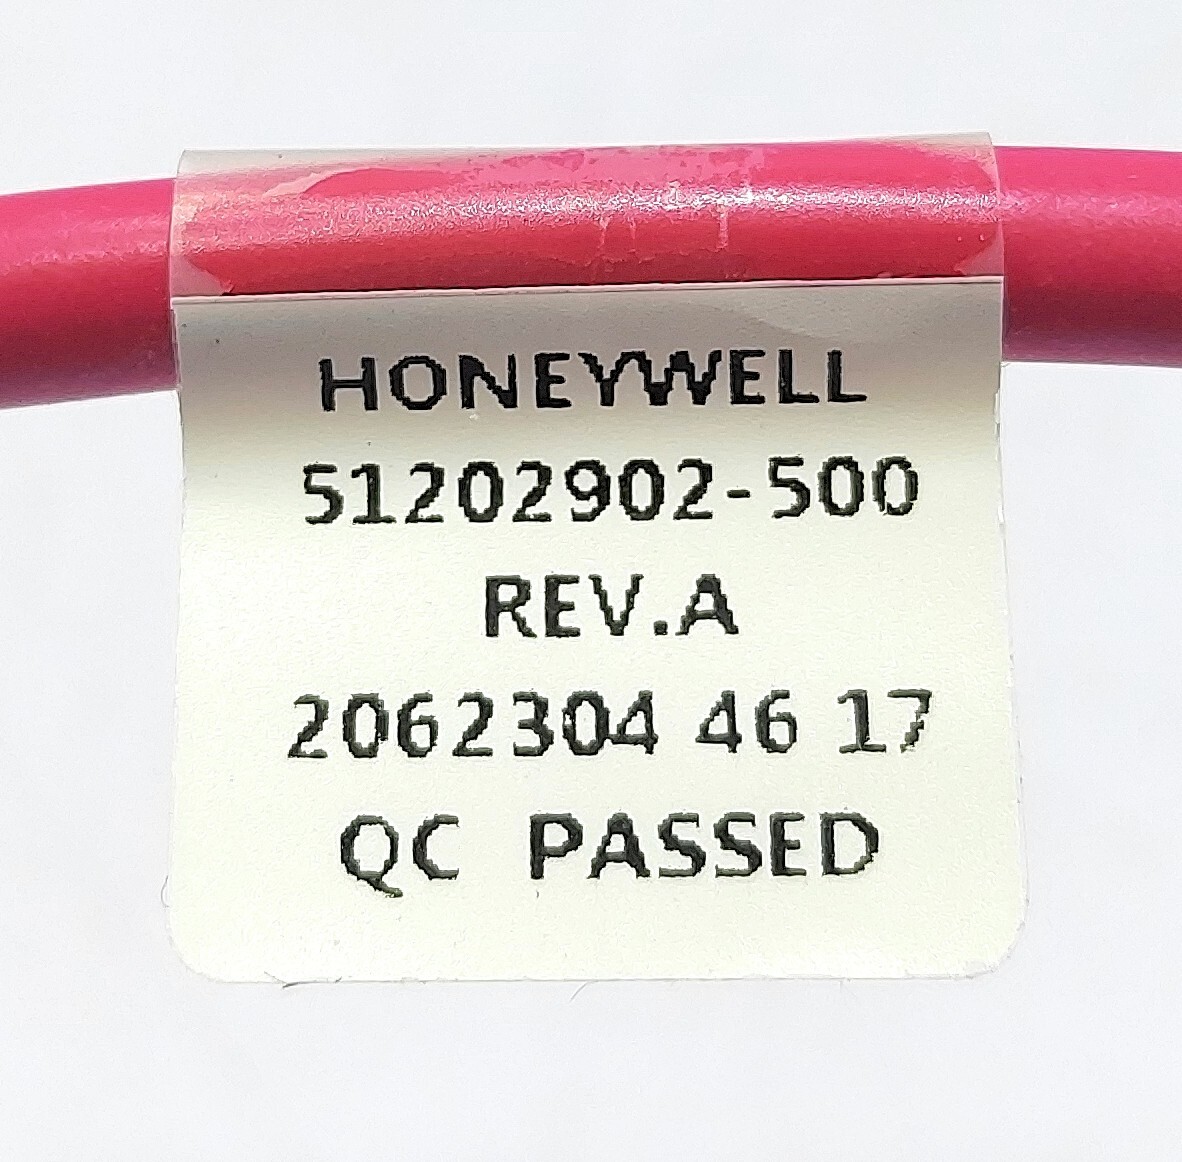 HONEYWELL
51202902-500
REV.A
2062304 46 17
QC PASSED